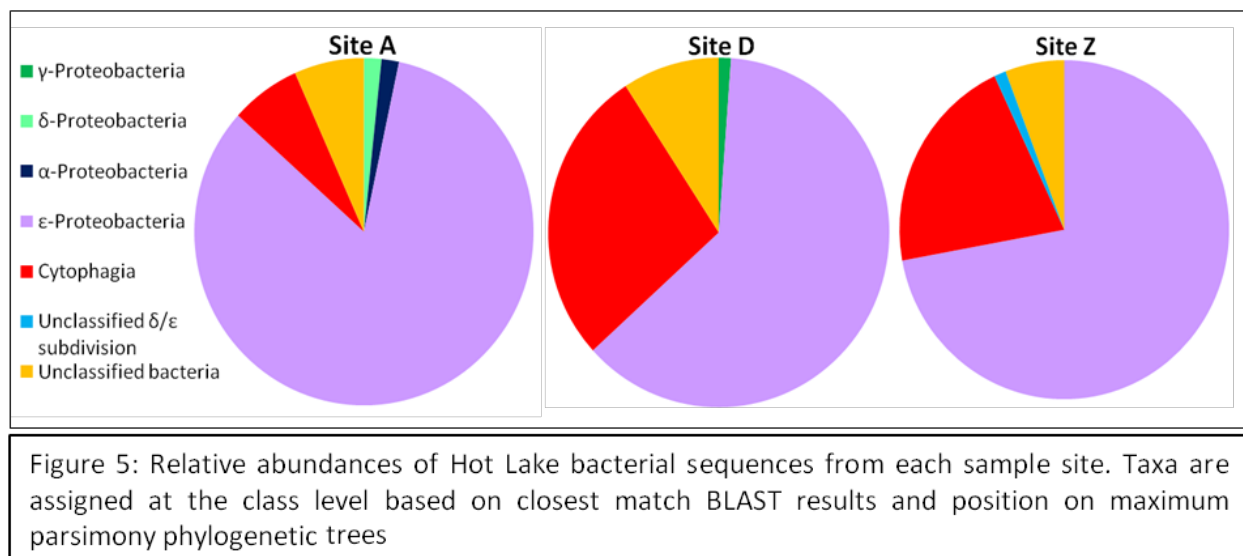 Site A
Site D
Site Z
γ-Proteobacteria
δ-Proteobacteria
α-Proteobacteria
ε-Proteobacteria
Cytophagia
Unclassified δ/ε
subdivision
Unclassified bacteria
Figure 5: Relative abundances of Hot Lake bacterial sequences from each sample site. Taxa are
assigned at the class level based on closest match BLAST results and position on maximum
parsimony phylogenetic trees